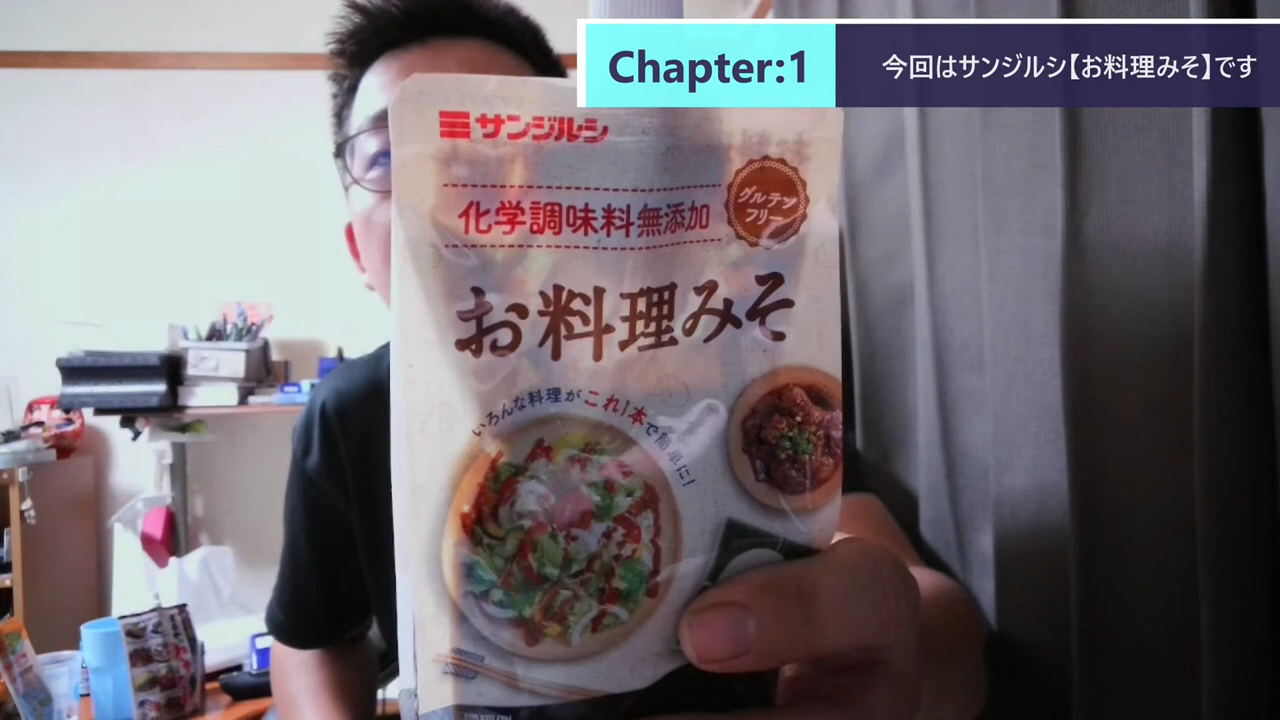 Chapter:1
今回はサンジルシ【お料理みそ】です
サンジルシ
化学調味料無添加
グルテン
フリー
お料理みそ
いろんな料理がこれ1本で簡単に!